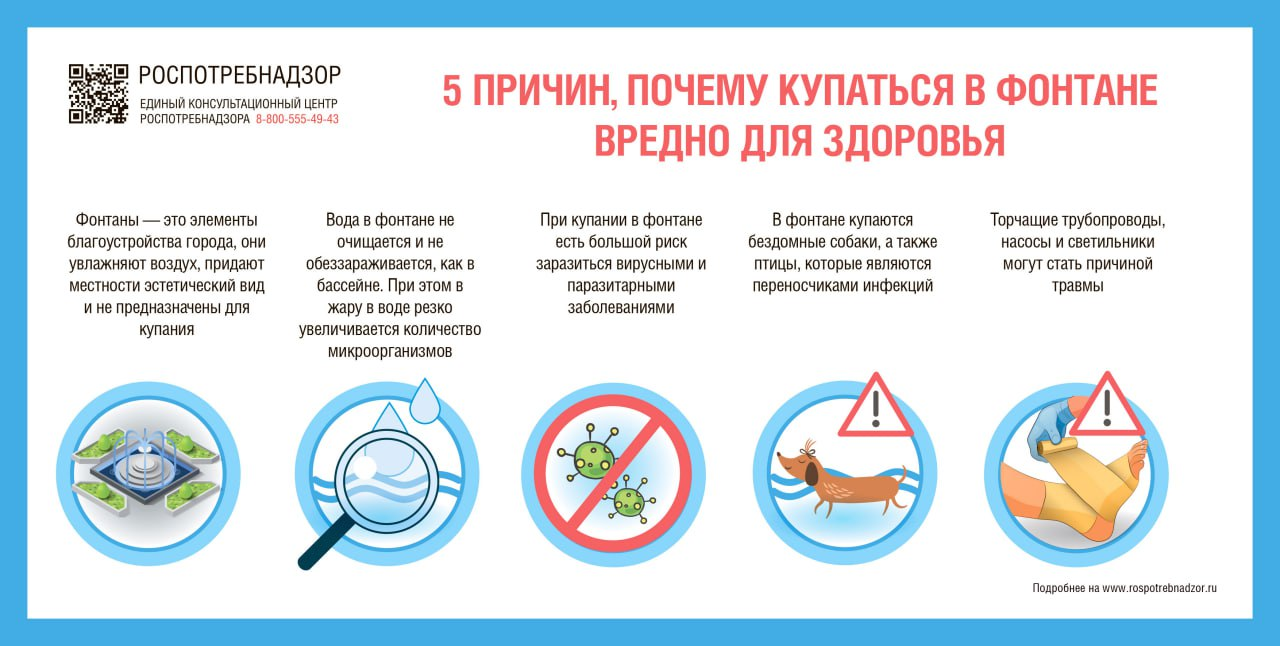 РОСПОТРЕБНАДЗОР
ЕДИНЫЙ КОНСУЛЬТАЦИОННЫЙ ЦЕНТР
РОСПОТРЕБНАДЗОРА 8-800-555-49-43
5 ПРИЧИН, ПОЧЕМУ КУПАТЬСЯ В ФОНТАНЕ
ВРЕДНО ДЛЯ ЗДОРОВЬЯ
Фонтаны — это элементы
благоустройства города, они
увлажняют воздух, придают
местности эстетический вид
и не предназначены для
купания
Вода в фонтане не
очищается и не
обеззараживается, как в
бассейне. При этом в
жару в воде резко
увеличивается количество
микроорганизмов
При купании в фонтане
есть большой риск
заразиться вирусными и
паразитарными
заболеваниями
В фонтане купаются
бездомные собаки, а также
птицы, которые являются
переносчиками инфекций
Торчащие трубопроводы,
насосы и светильники
могут стать причиной
травмы
Подробнее на www.rospotrebnadzor.ru